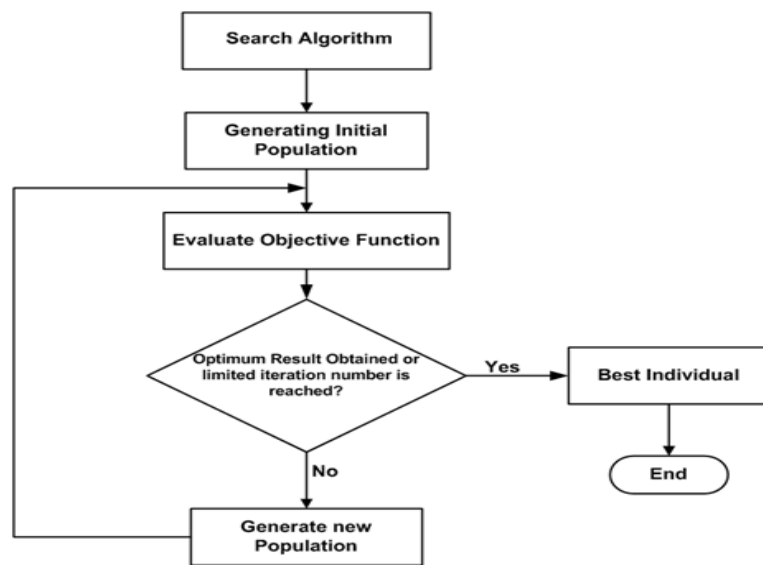 Search Algorithm
Generating Initial
Population
Evaluate Objective Function
Optimum Result Obtained or
limited iteration number is
reached?
Yes
Best Individual
End
No
Generate new
Population